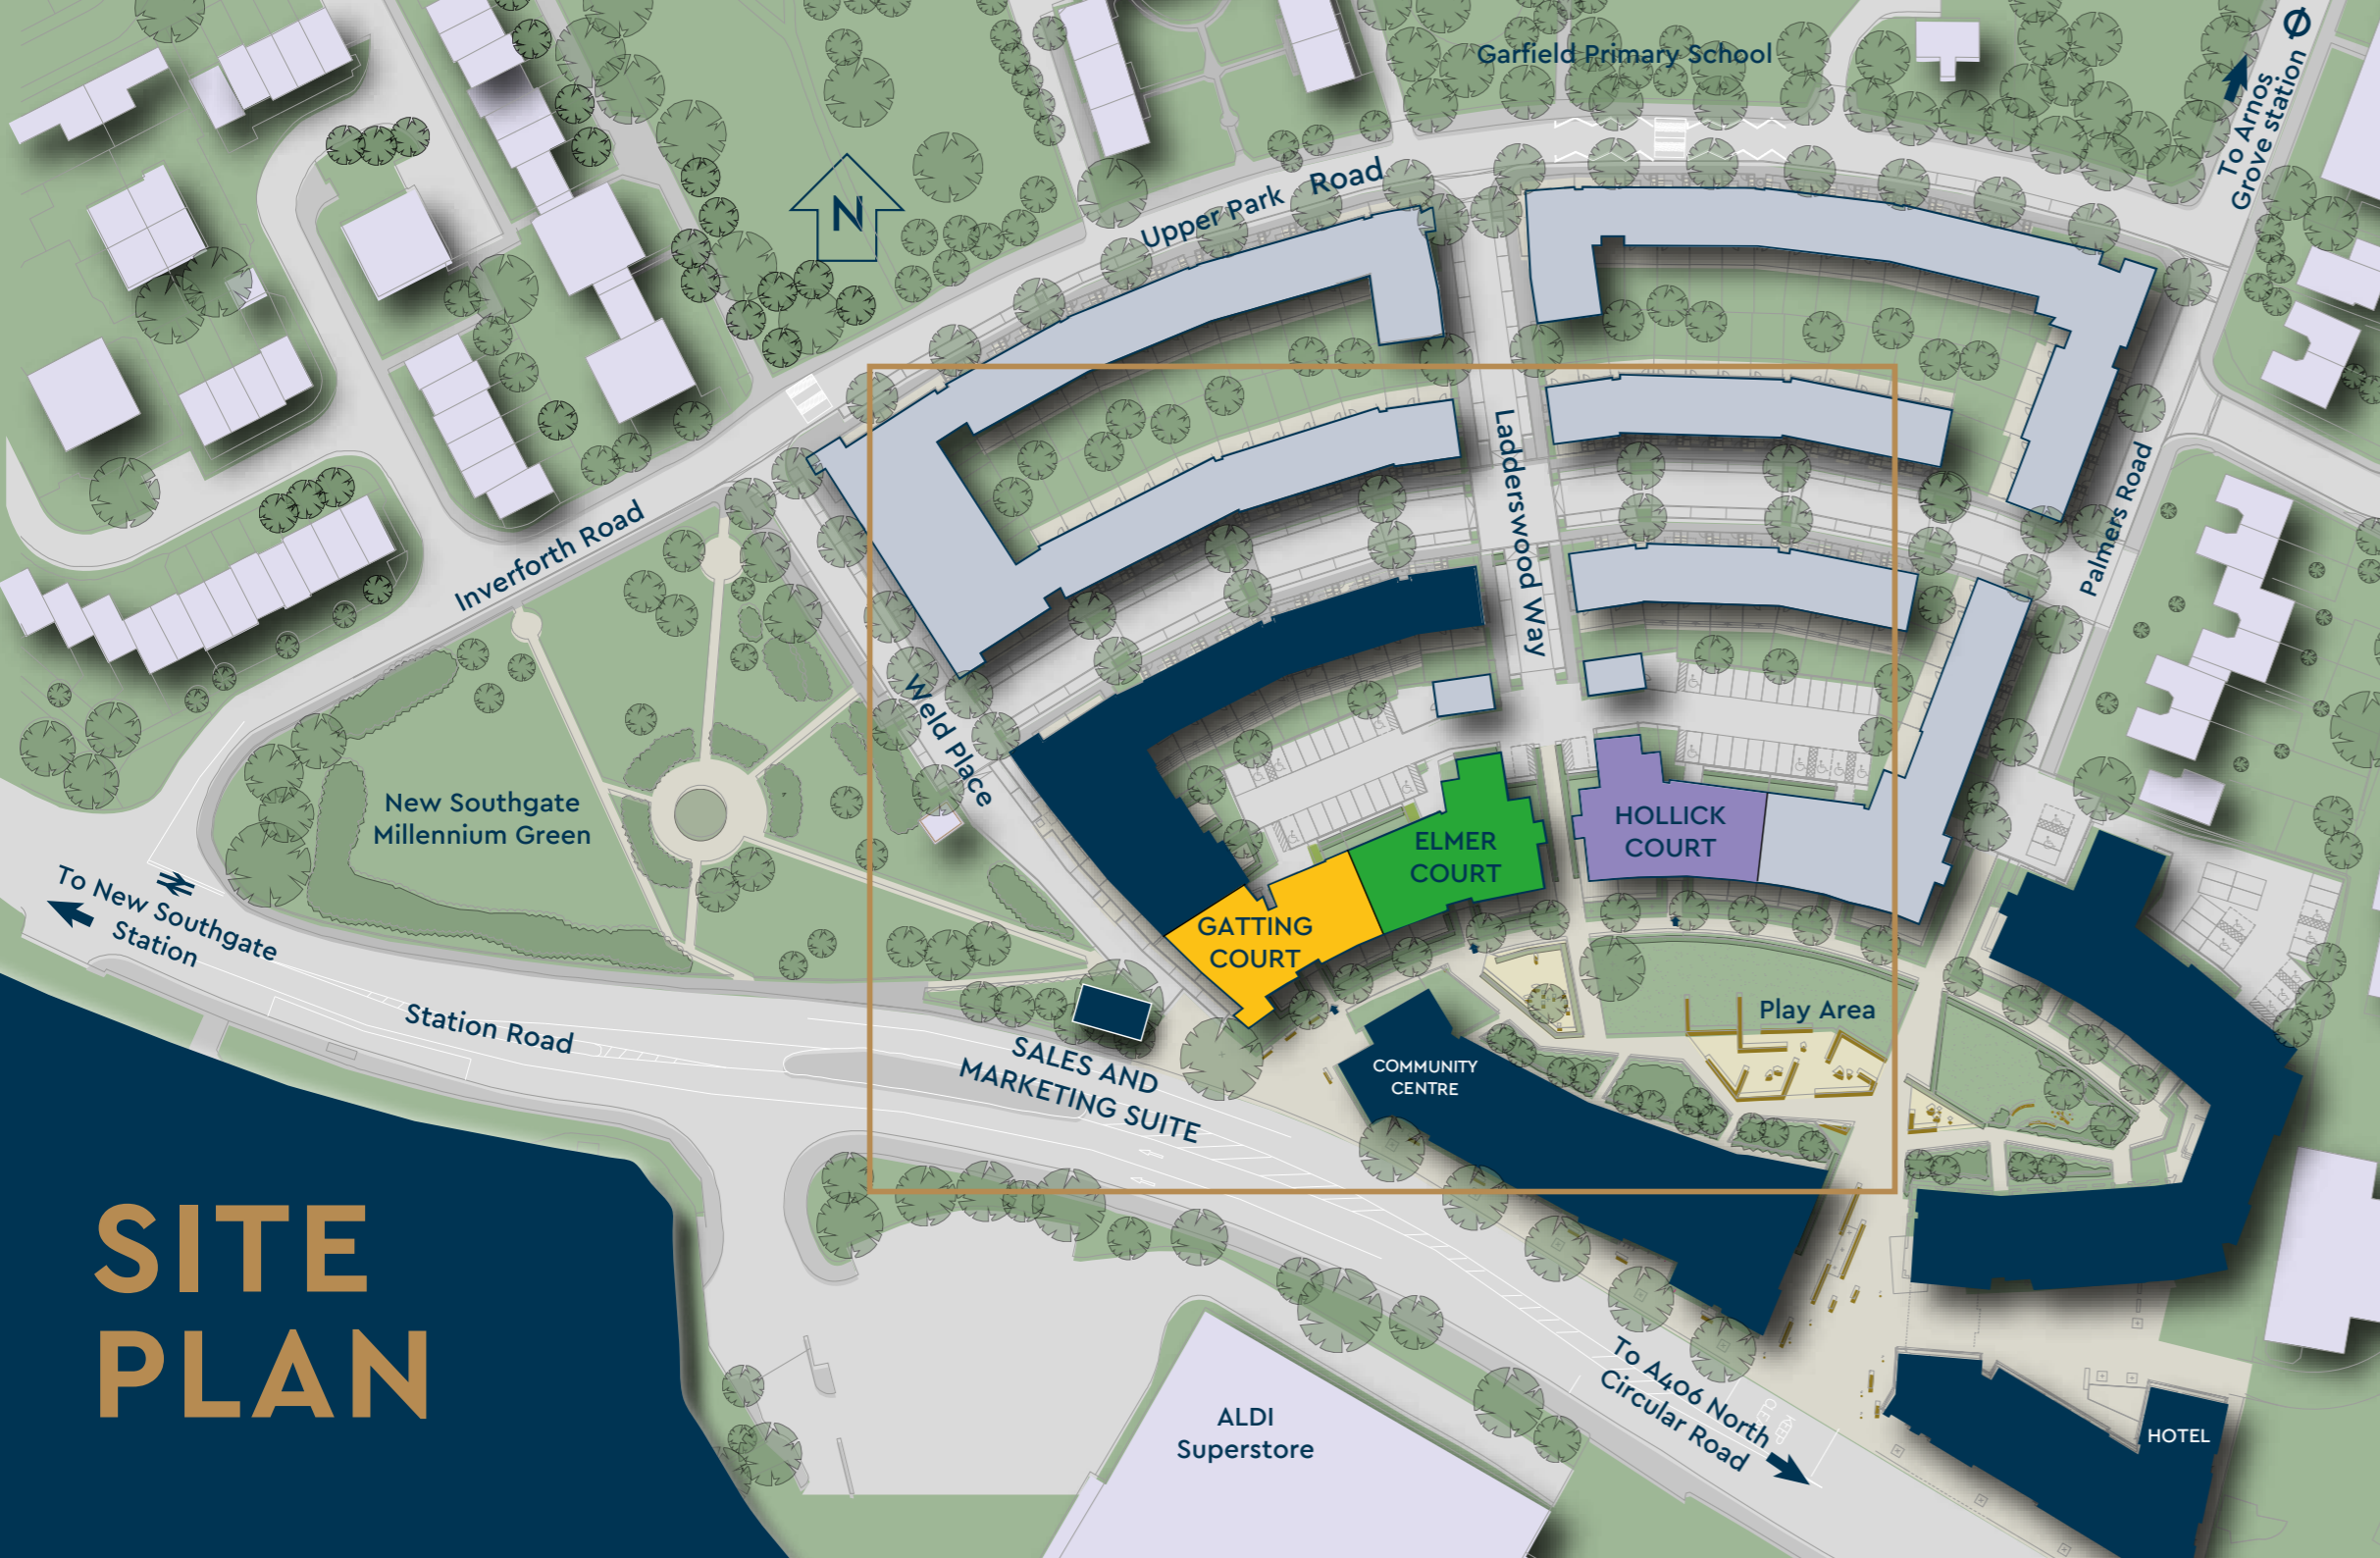 Garfield Primary School
To Arnos
Grove station
N
Upper Park Road
Inverforth Road
Ladderswood Way
Palmers Road
Weld Place
New Southgate
Millennium Green
HOLLICK
COURT
ELMER
COURT
GATTING
COURT
To New Southgate
Station
Station Road
Play Area
SALES AND
MARKETING SUITE
COMMUNITY
CENTRE
SITE
PLAN
To A406 North
Circular Road
ALDI
Superstore
HOTEL